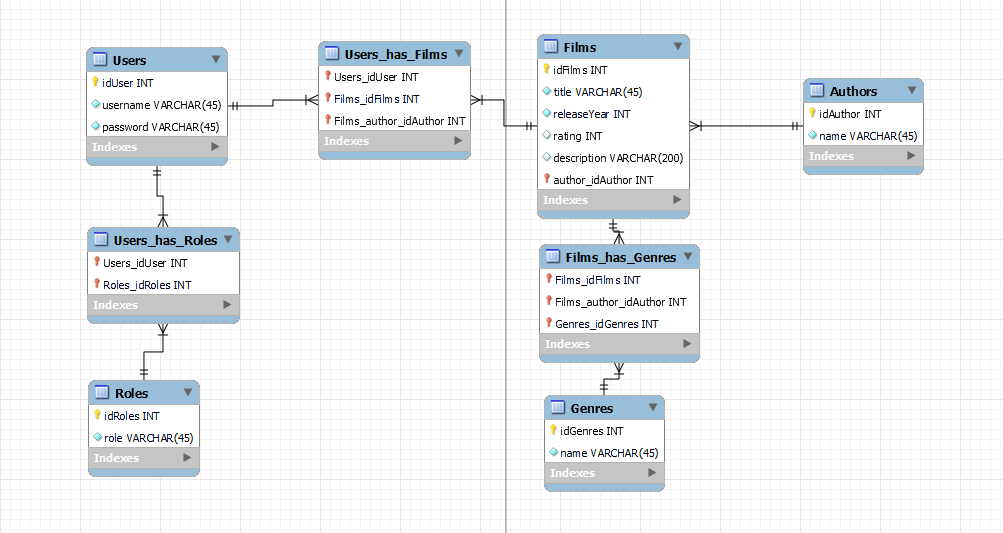 Users
idUser INT
username VARCHAR(45)
password VARCHAR(45)
Indexes
Users_has_Films
Users_idUser INT
Films_idFilms INT
Films_author_idAuthor INT
Indexes
Films
idFilms INT
title VARCHAR(45)
releaseYear INT
rating INT
description VARCHAR(200)
author_idAuthor INT
Indexes
Authors
idAuthor INT
name VARCHAR(45)
Indexes
Users_has_Roles
Users_idUser INT
Roles_idRoles INT
Indexes
Films_has_Genres
Films_idFilms INT
Films_author_idAuthor INT
Genres_idGenres INT
Indexes
Roles
idRoles INT
role VARCHAR(45)
Indexes
Genres
idGenres INT
name VARCHAR(45)
Indexes